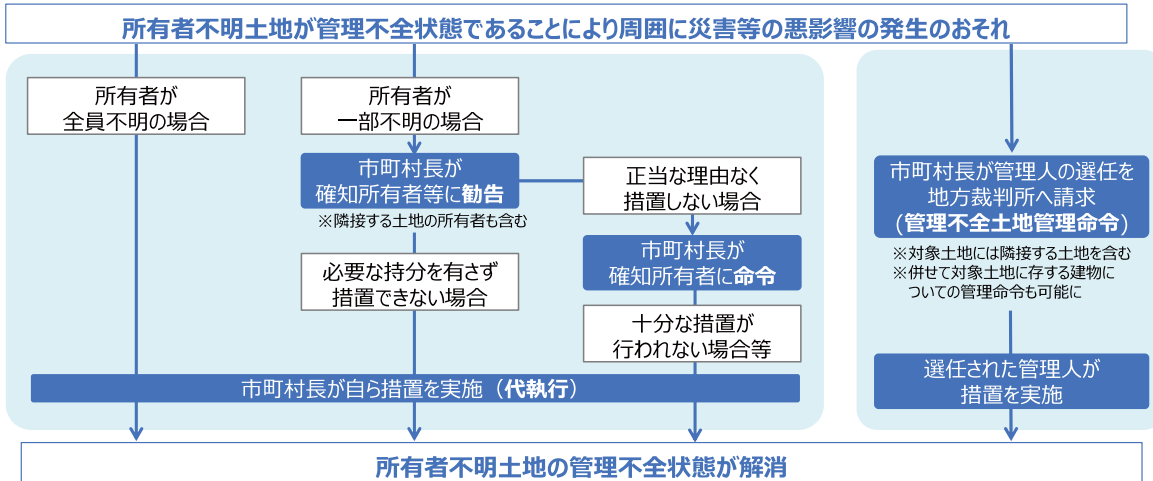 所有者不明土地が管理不全状態であることにより周囲に災害等の悪影響の発生のおそれ
所有者が
全員不明の場合
所有者が
一部不明の場合
市町村長が
確知所有者等に勧告
※隣接する土地の所有者も含む
必要な持分を有さず
措置できない場合
正当な理由なく
措置しない場合
市町村長が
確知所有者に命令
十分な措置が
行われない場合等
市町村長が自ら措置を実施（代執行）
市町村長が管理人の選任を
地方裁判所へ請求
(管理不全土地管理命令)
※対象土地には隣接する土地を含む
※併せて対象土地に存する建物に
ついての管理命令も可能に
選任された管理人が
措置を実施
所有者不明土地の管理不全状態が解消